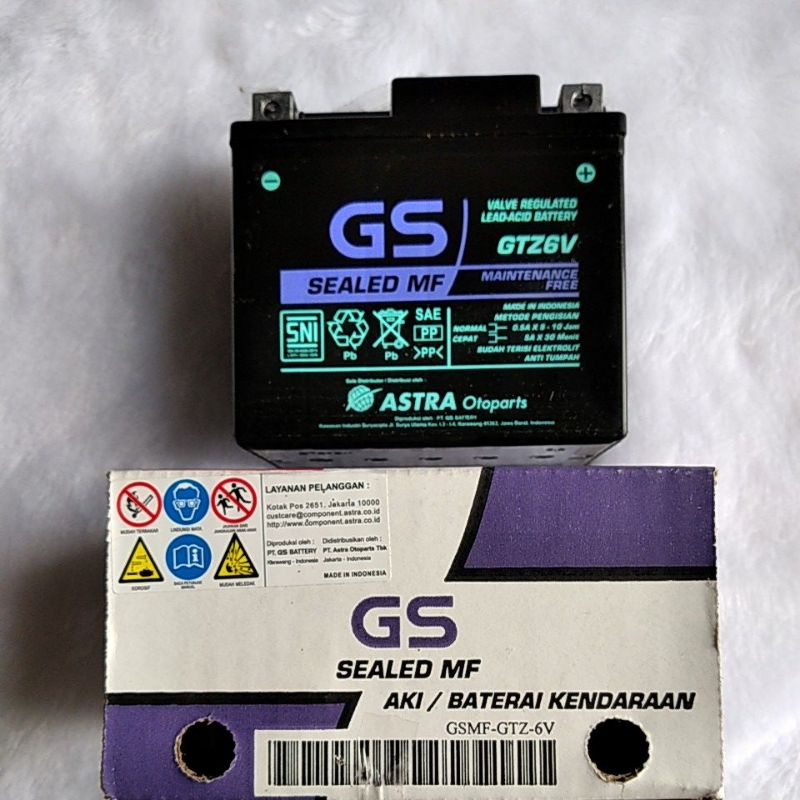 GS
VALVE REGULATED
LEAD-ACID BATTERY
GTZ6V
SEALED MF
MAINTENANCE
FREE
MADE IN INDONESIA
METODE PENGISIAN
NORMAL 0.5A X 5 - 10 Jam
CEPAT 5A X 30 Menit
SUDAH TERISI ELEKTROLIT
ANTI TUMPAH
SNI
Pb
Pb
SAE
PP
>PP<
Sole Distributor / Distribusi oleh :
ASTRA Otoparts
Diproduksi oleh : PT. GS BATTERY
MUDAH TERBAKAR
LINDUNGI MATA
KOROSIF
BACA PETUNJUK
MANUAL
MUDAH MELEDAK
LAYANAN PELANGGAN :
Kotak Pos 2651, Jakarta 10000
custcare@component.astra.co.id
http://www.component.astra.co.id
Diproduksi oleh : Didistribusikan oleh :
PT. GS BATTERY PT. Astra Otoparts Tbk
Karawang - Indonesia Jakarta - Indonesia
MADE IN INDONESIA
GS
SEALED MF
AKI / BATERAI KENDARAAN
GSMF-GTZ-6V